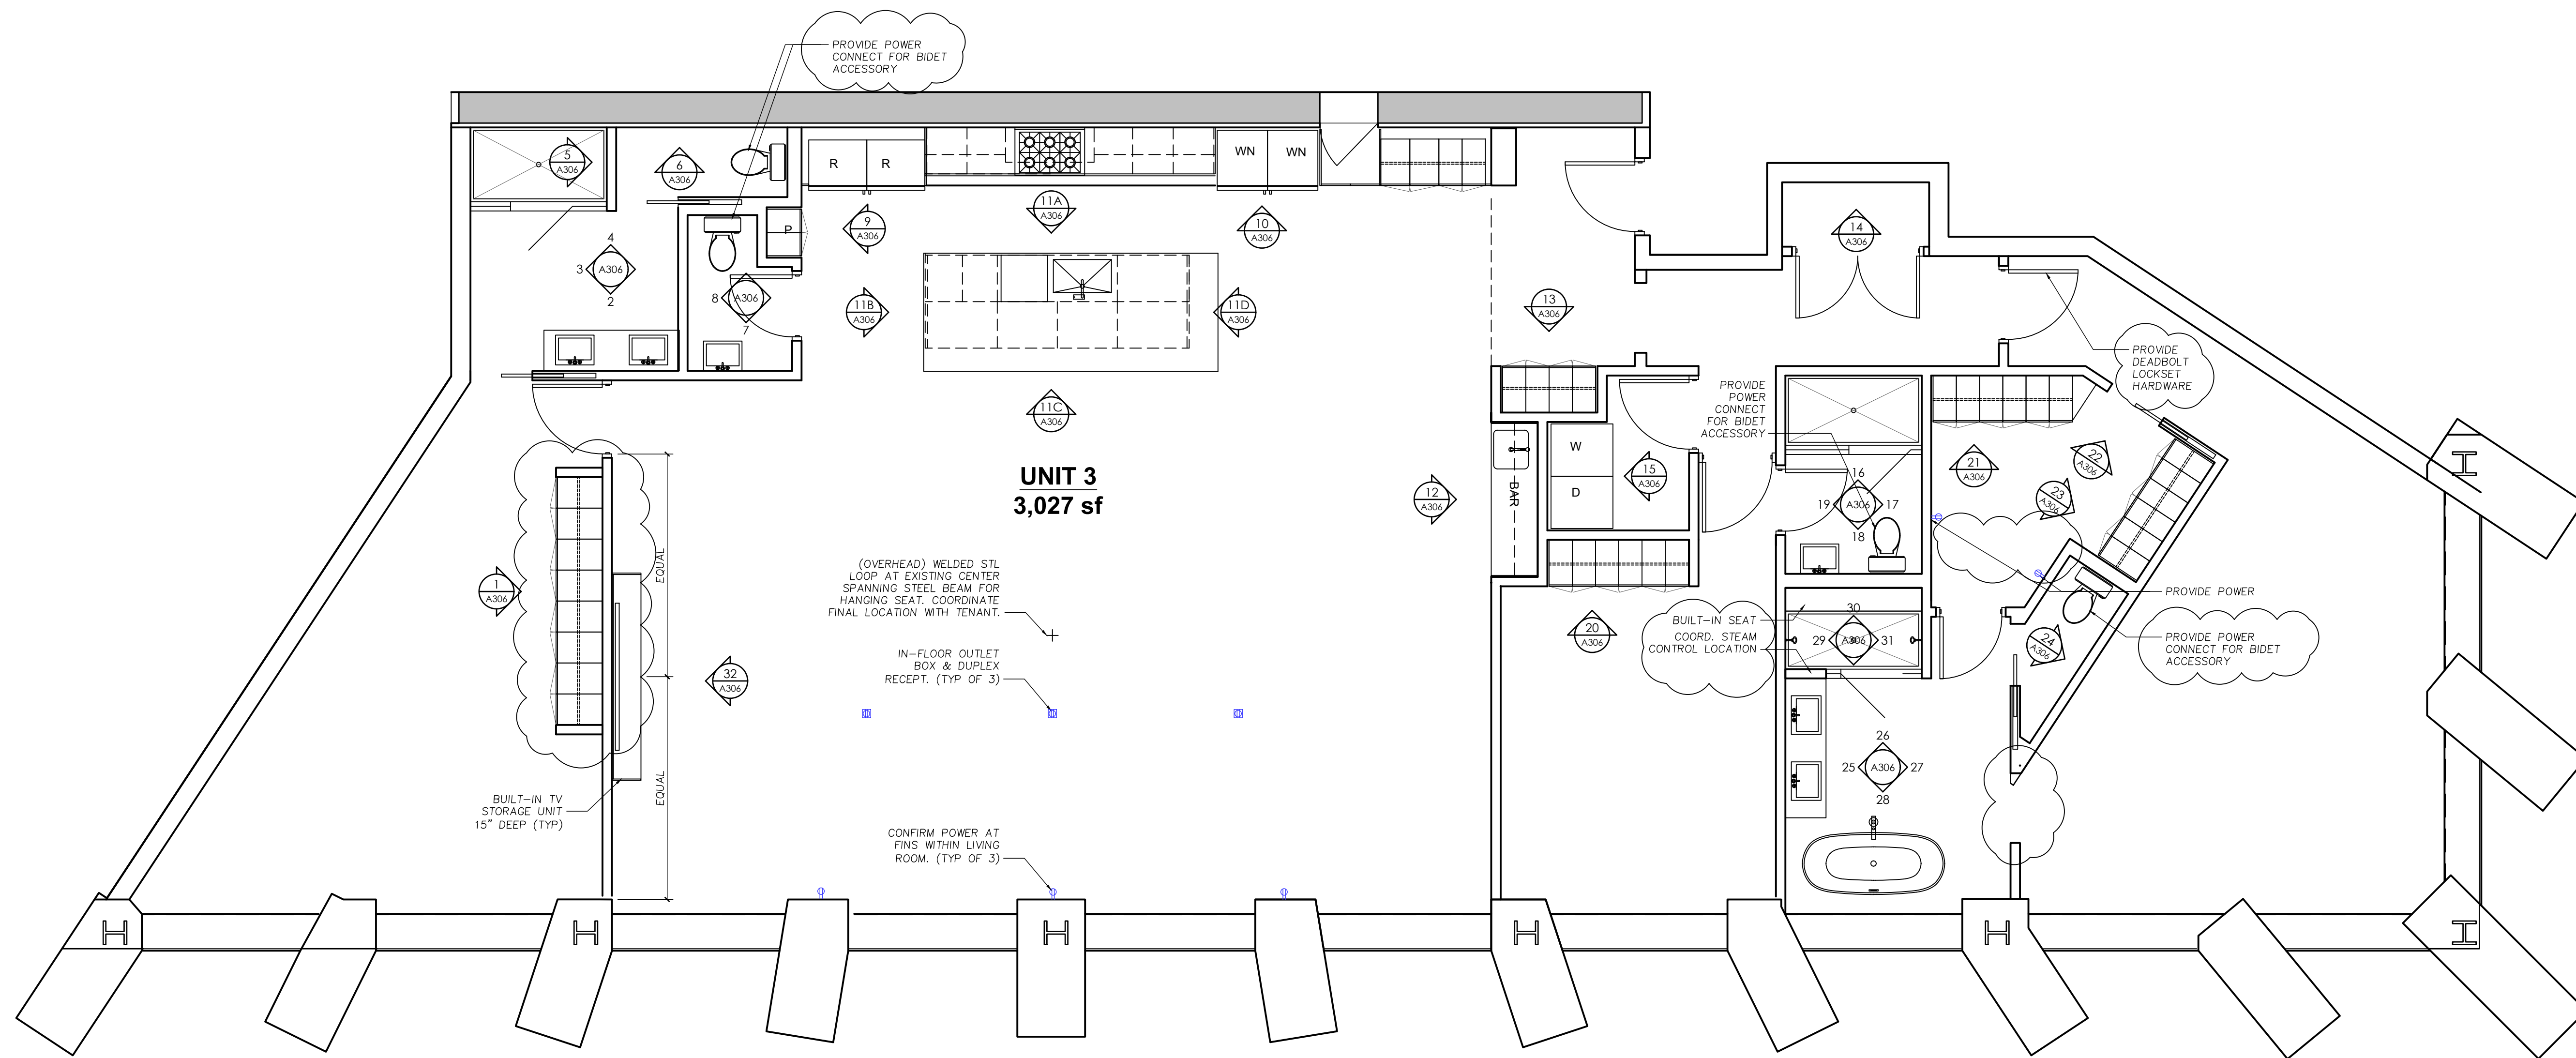 PROVIDE POWER
CONNECT FOR BIDET
ACCESSORY
5
A306
6
A306
R
R
WN
WN
4
3
A306
2
8
A306
7
P
9
A306
11A
A306
10
A306
14
A306
11B
A306
11D
A306
13
A306
11C
A306
PROVIDE
DEADBOLT
LOCKSET
HARDWARE
PROVIDE
POWER
CONNECT
FOR BIDET
ACCESSORY
UNIT 3
3,027 sf
12
A306
BAR
W
D
15
A306
16
19
A306
17
18
21
A306
22
A306
23
A306
1
A306
EQUAL
(OVERHEAD) WELDED STL
LOOP AT EXISTING CENTER
SPANNING STEEL BEAM FOR
HANGING SEAT. COORDINATE
FINAL LOCATION WITH TENANT.
20
A306
BUILT-IN SEAT
COORD. STEAM
CONTROL LOCATION
30
29
A306
31
24
A306
PROVIDE POWER
PROVIDE POWER
CONNECT FOR BIDET
ACCESSORY
32
A306
IN-FLOOR OUTLET
BOX & DUPLEX
RECEPT. (TYP OF 3)
26
25
A306
27
28
BUILT-IN TV
STORAGE UNIT
15" DEEP (TYP)
EQUAL
CONFIRM POWER AT
FINS WITHIN LIVING
ROOM. (TYP OF 3)